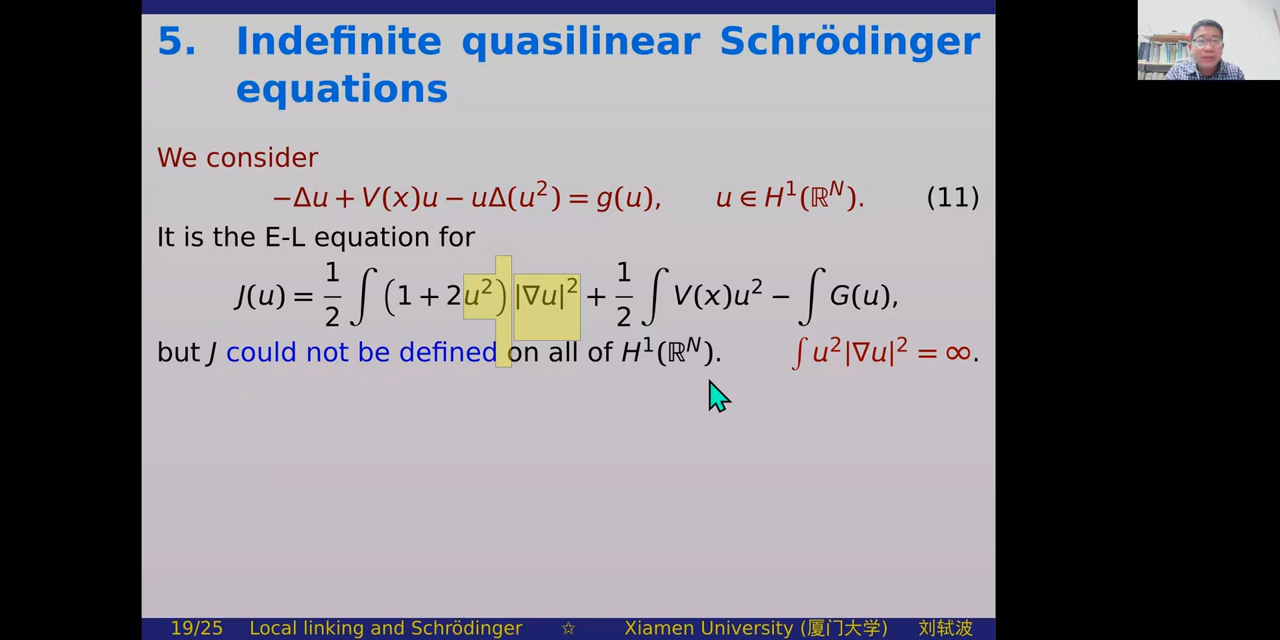 5. Indefinite quasilinear Schrödinger
equations
We consider
−Δu + V(x)u − uΔ(u²) = g(u), u ∈ H¹(ℝᴺ). (11)
It is the E-L equation for
J(u) = 1/2 ∫ (1 + 2u²) |∇u|² + 1/2 ∫ V(x)u² − ∫ G(u),
but J could not be defined on all of H¹(ℝᴺ). ∫ u²|∇u|² = ∞.
19/25 Local linking and Schrödinger ☆ Xiamen University (厦门大学) 刘轼波